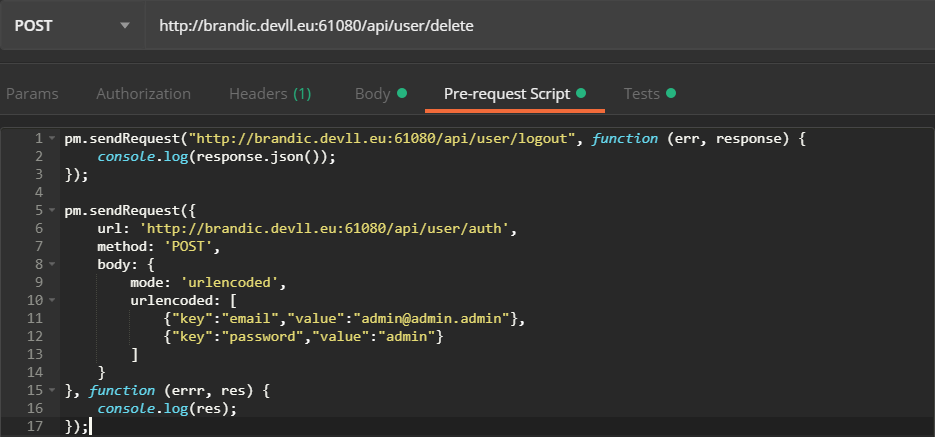 POST http://brandic.devll.eu:61080/api/user/delete
Params Authorization Headers (1) Body Pre-request Script Tests
1 pm.sendRequest("http://brandic.devll.eu:61080/api/user/logout", function (err, response) {
2     console.log(response.json());
3 });
4
5 pm.sendRequest({
6     url: 'http://brandic.devll.eu:61080/api/user/auth',
7     method: 'POST',
8     body: {
9         mode: 'urlencoded',
10         urlencoded: [
11             {"key":"email","value":"admin@admin.admin"},
12             {"key":"password","value":"admin"}
13         ]
14     }
15 }, function (errr, res) {
16     console.log(res);
17 });